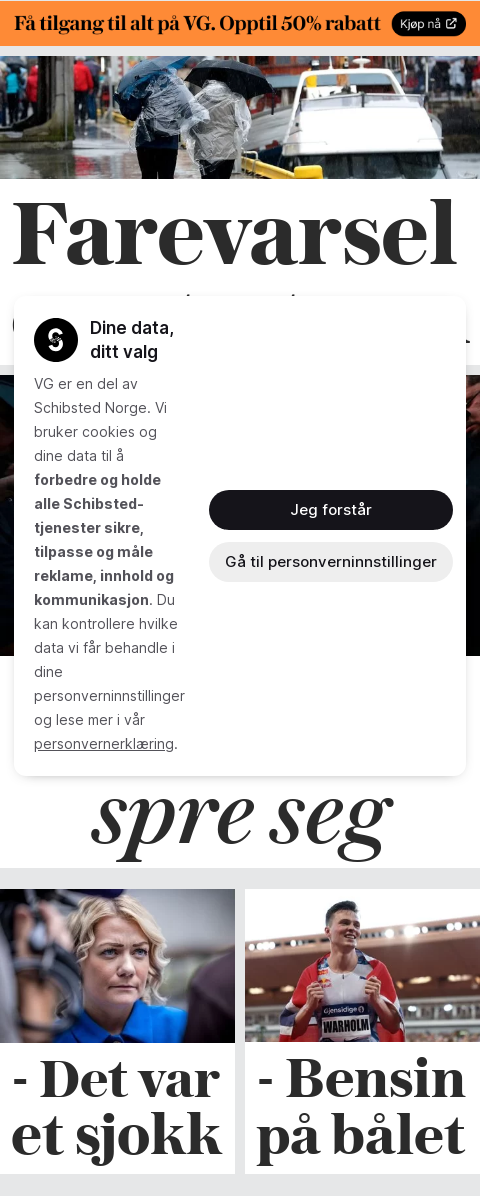 Få tilgang til alt på VG. Opptil 50% rabatt
Kjøp nå
Farevarsel
Dine data,
ditt valg
VG er en del av
Schibsted Norge. Vi
bruker cookies og
dine data til å
forbedre og holde
alle Schibsted-
tjenester sikre,
tilpasse og måle
reklame, innhold og
kommunikasjon. Du
kan kontrollere hvilke
data vi får behandle i
dine
personverninnstillinger
og lese mer i vår
personvernerklæring.
Jeg forstår
Gå til personverninnstillinger
spre seg
Gjensidige
WARHOLM
- Det var
et sjokk
- Bensin
på bålet